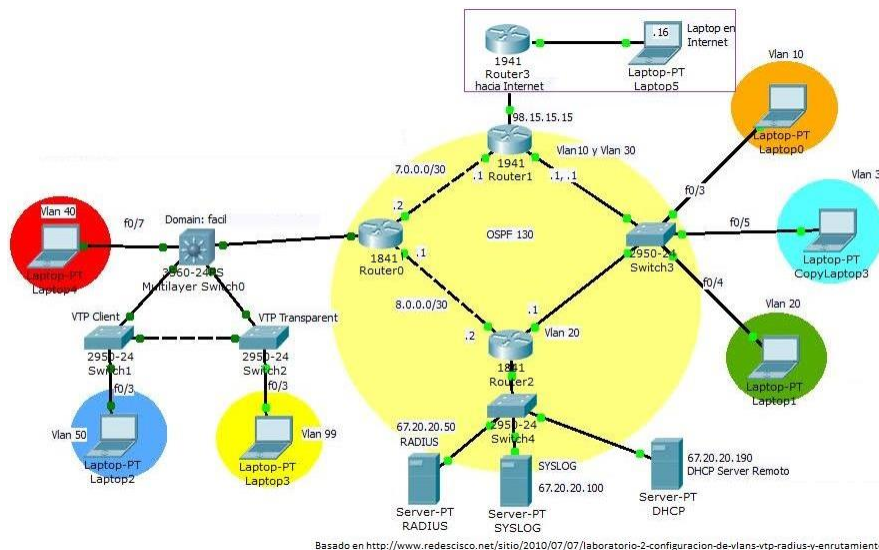 .16
Laptop en
Internet
1941
Router3
hacia Internet
Laptop-PT
Laptop5
Vlan 10
Laptop-PT
Laptop0
98.15.15.15
1941
Router1
Vlan10 y Vlan 30
7.0.0.0/30
.1
.1,.1
.2
f0/3
Vlan 3
f0/5
Laptop-PT
CopyLaptop3
Vlan 40
f0/7
Domain: facil
Laptop-PT
Laptop4
3560-24PS
Multilayer Switch0
1841
Router0
.1
OSPF 130
2950-24
Switch3
f0/4
8.0.0.0/30
.1
.2
Vlan 20
Vlan 20
1841
Router2
Laptop-PT
Laptop1
VTP Client
VTP Transparent
2950-24
Switch1
2950-24
Switch2
f0/3
f0/3
Vlan 50
Vlan 99
Laptop-PT
Laptop2
Laptop-PT
Laptop3
2950-24
Switch4
67.20.20.50
RADIUS
SYSLOG
67.20.20.100
67.20.20.190
DHCP Server Remoto
Server-PT
RADIUS
Server-PT
SYSLOG
Server-PT
DHCP
Basado en http://www.redescisco.net/sitio/2010/07/07/laboratorio-2-configuracion-de-vlans-vtp-radius-y-enrutamient